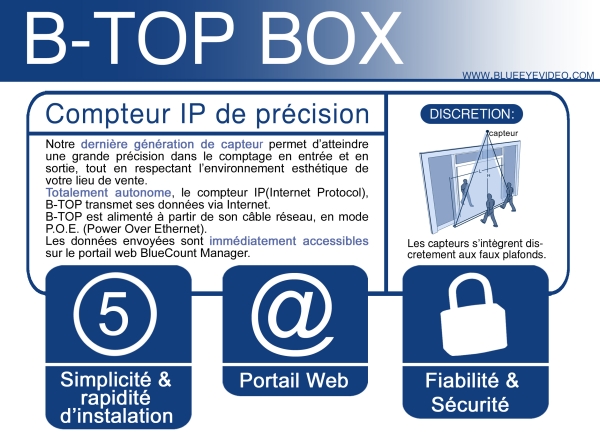 B-TOP BOX
WWW.BLUEEYEVIDEO.COM
Compteur IP de précision
Notre dernière génération de capteur permet d'atteindre
une grande précision dans le comptage en entrée et en
sortie, tout en respectant l'environnement esthétique de
votre lieu de vente.
Totalement autonome, le compteur IP(Internet Protocol),
B-TOP transmet ses données via Internet.
B-TOP est alimenté à partir de son câble réseau, en mode
P.O.E. (Power Over Ethernet).
Les données envoyées sont immédiatement accessibles
sur le portail web BlueCount Manager.
DISCRETION:
capteur
Les capteurs s'intègrent dis-
cretement aux faux plafonds.
5
Simplicité &
rapidité
d'instalation
@
Portail Web
Fiabilité &
Sécurité